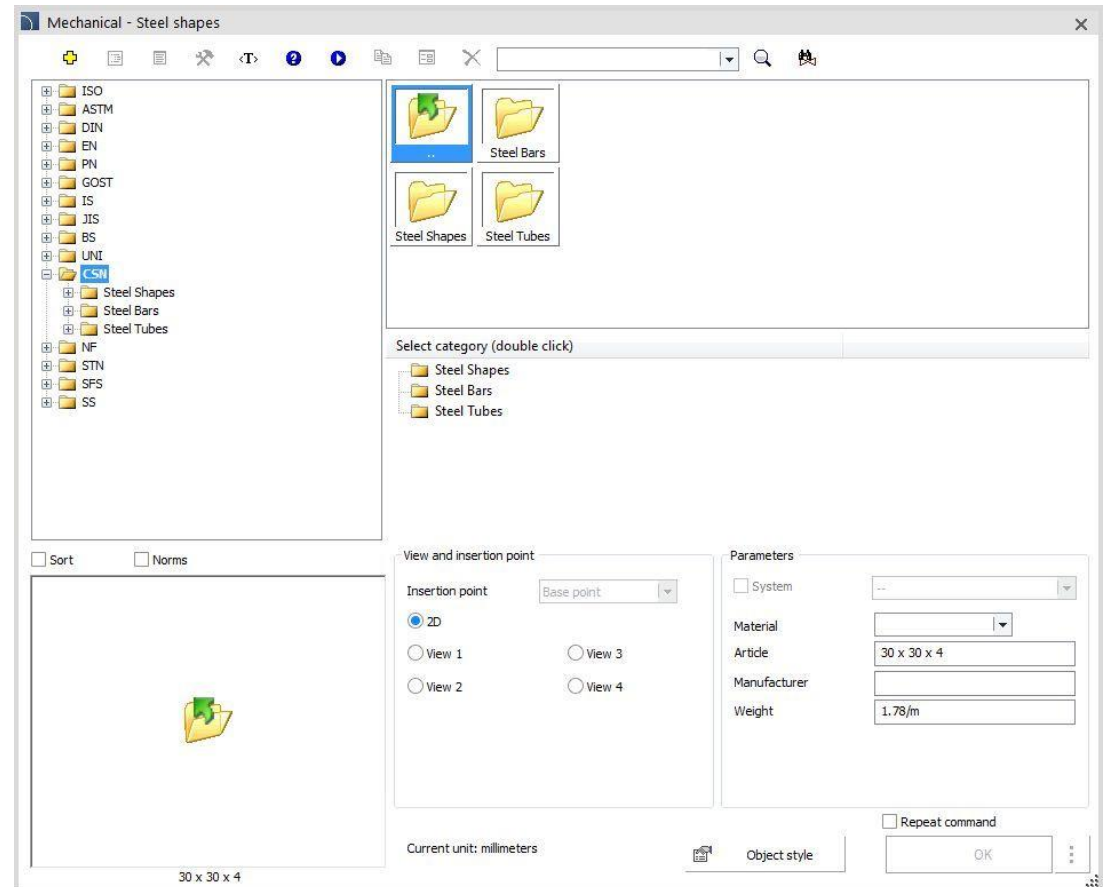 Mechanical - Steel shapes
<T>
ISO
ASTM
DIN
EN
PN
GOST
IS
JIS
BS
UNI
CSN
Steel Shapes
Steel Bars
Steel Tubes
NF
STN
SFS
SS
..
Steel Bars
Steel Shapes
Steel Tubes
Select category (double click)
Steel Shapes
Steel Bars
Steel Tubes
Sort
Norms
30 x 30 x 4
View and insertion point
Insertion point
Base point
2D
View 1
View 3
View 2
View 4
Parameters
System
--
Material
Article
30 x 30 x 4
Manufacturer
Weight
1.78/m
Repeat command
Current unit: millimeters
Object style
OK